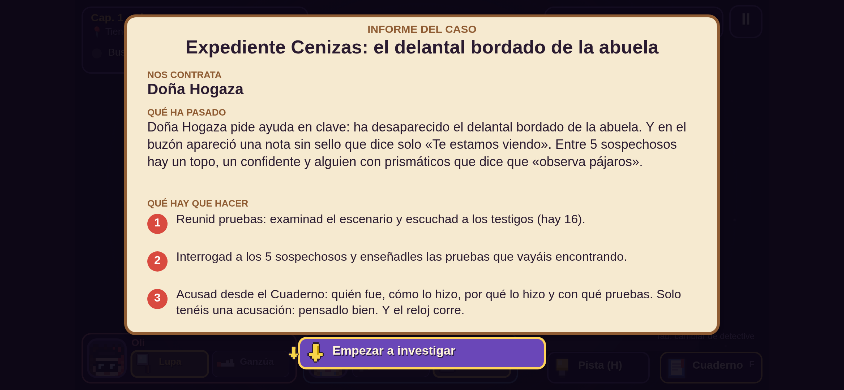 Cap. 1
INFORME DEL CASO
Expediente Cenizas: el delantal bordado de la abuela
NOS CONTRATA
Doña Hogaza
QUÉ HA PASADO
Doña Hogaza pide ayuda en clave: ha desaparecido el delantal bordado de la abuela. Y en el
buzón apareció una nota sin sello que dice solo «Te estamos viendo». Entre 5 sospechosos
hay un topo, un confidente y alguien con prismáticos que dice que «observa pájaros».
QUÉ HAY QUE HACER
1 Reunid pruebas: examinad el escenario y escuchad a los testigos (hay 16).
2 Interrogad a los 5 sospechosos y enseñadles las pruebas que vayáis encontrando.
3 Acusad desde el Cuaderno: quién fue, cómo lo hizo, por qué lo hizo y con qué pruebas. Solo
tenéis una acusación: pensadlo bien. Y el reloj corre.
Empezar a investigar
Lupa
Pista (H)
Cuaderno